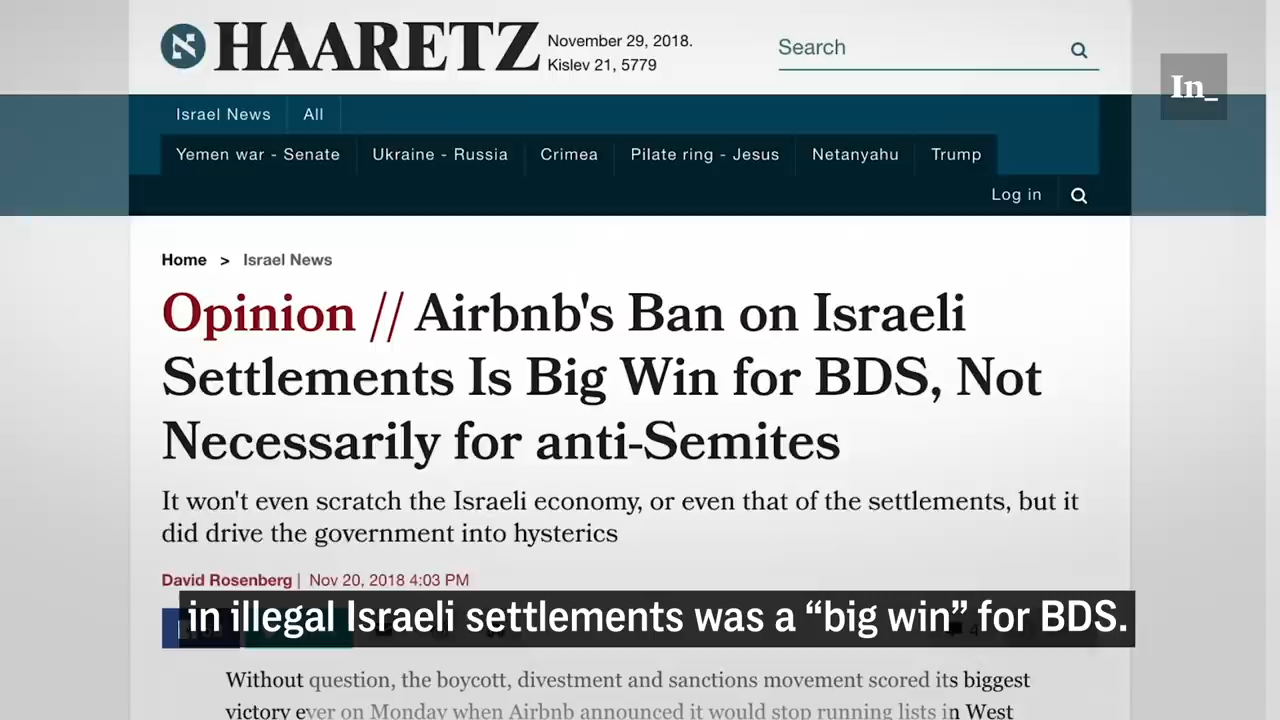 HAARETZ
November 29, 2018.
Kislev 21, 5779
Search
In_
Israel News
All
Yemen war - Senate
Ukraine - Russia
Crimea
Pilate ring - Jesus
Netanyahu
Trump
Log in
Home > Israel News
Opinion // Airbnb's Ban on Israeli
Settlements Is Big Win for BDS, Not
Necessarily for anti-Semites
It won't even scratch the Israeli economy, or even that of the settlements, but it
did drive the government into hysterics
David Rosenberg | Nov 20, 2018 4:03 PM
in illegal Israeli settlements was a “big win” for BDS.
Without question, the boycott, divestment and sanctions movement scored its biggest
victory ever on Monday when Airbnb announced it would stop running lists in West